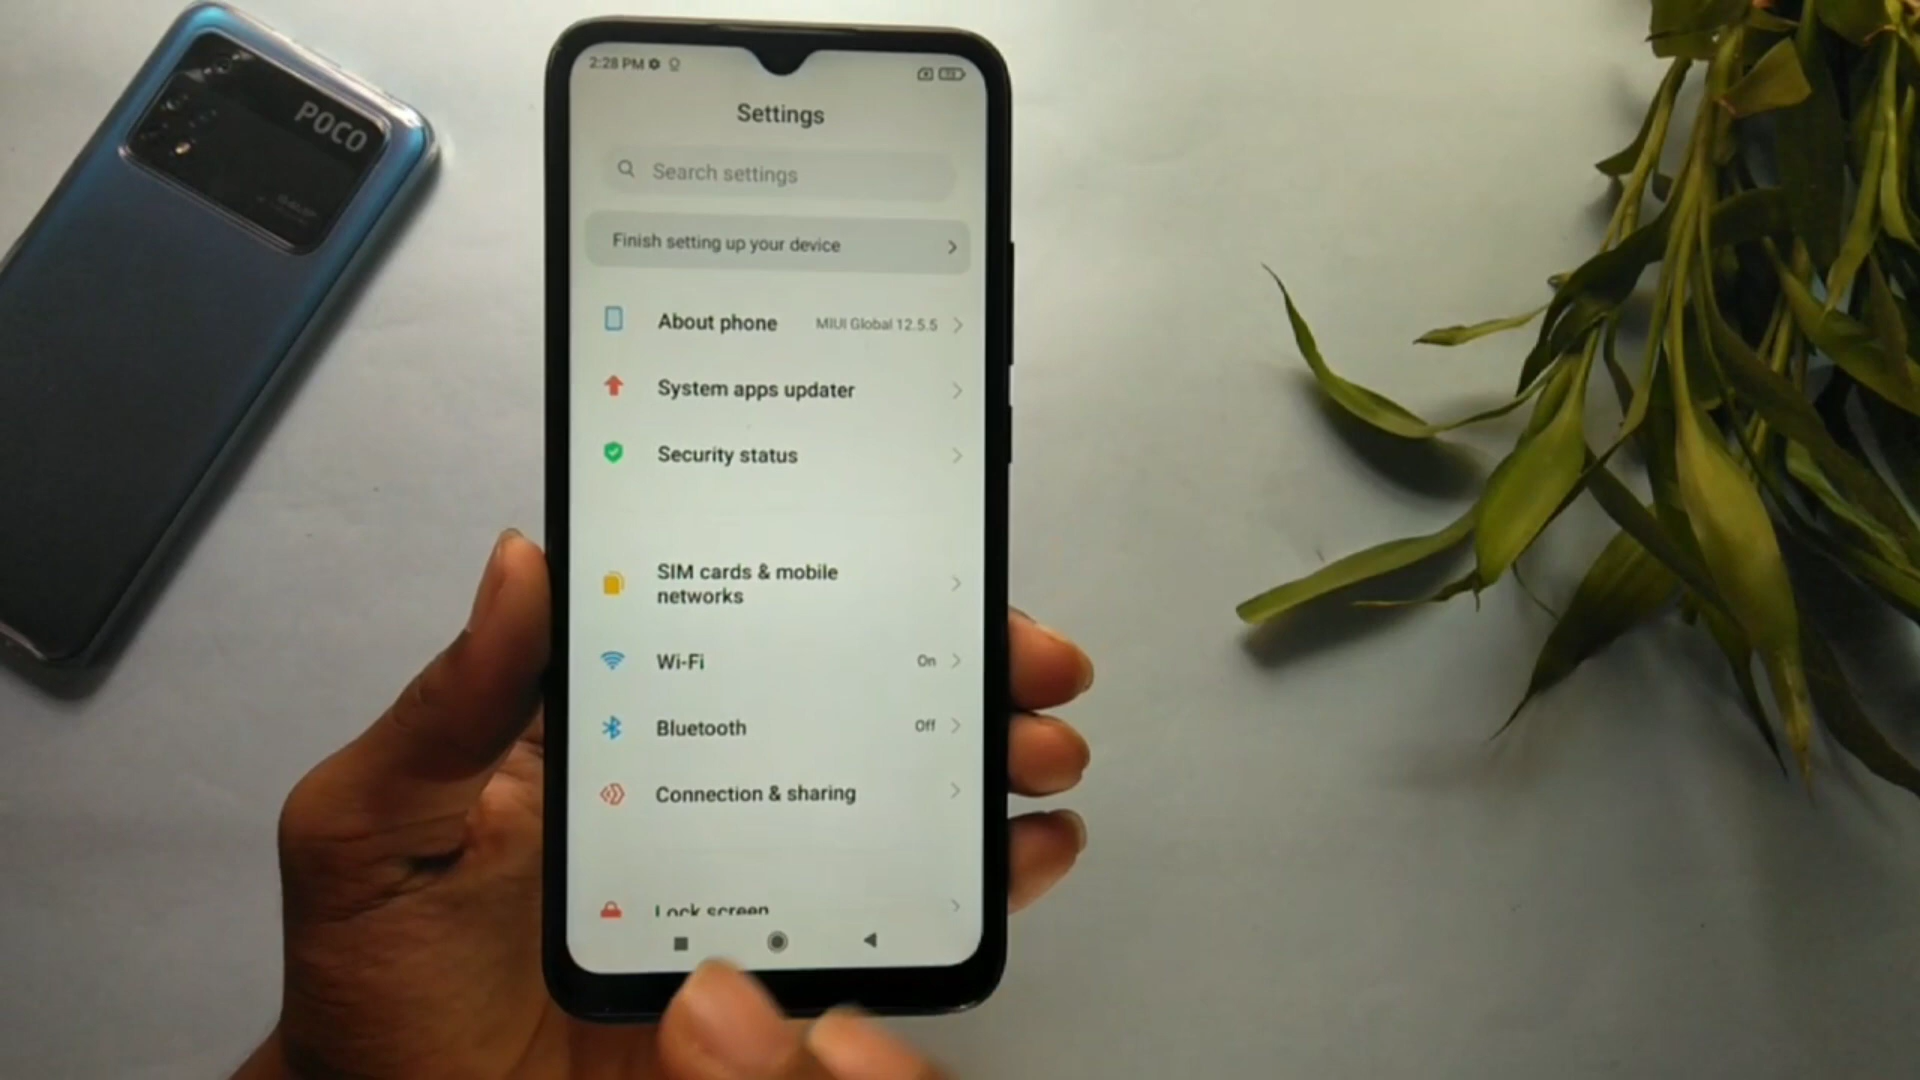 POCO
2:28 PM
Settings
Search settings
Finish setting up your device
About phone MIUI Global 12.5.5
System apps updater
Security status
SIM cards & mobile
networks
Wi-Fi On
Bluetooth Off
Connection & sharing
Lock screen